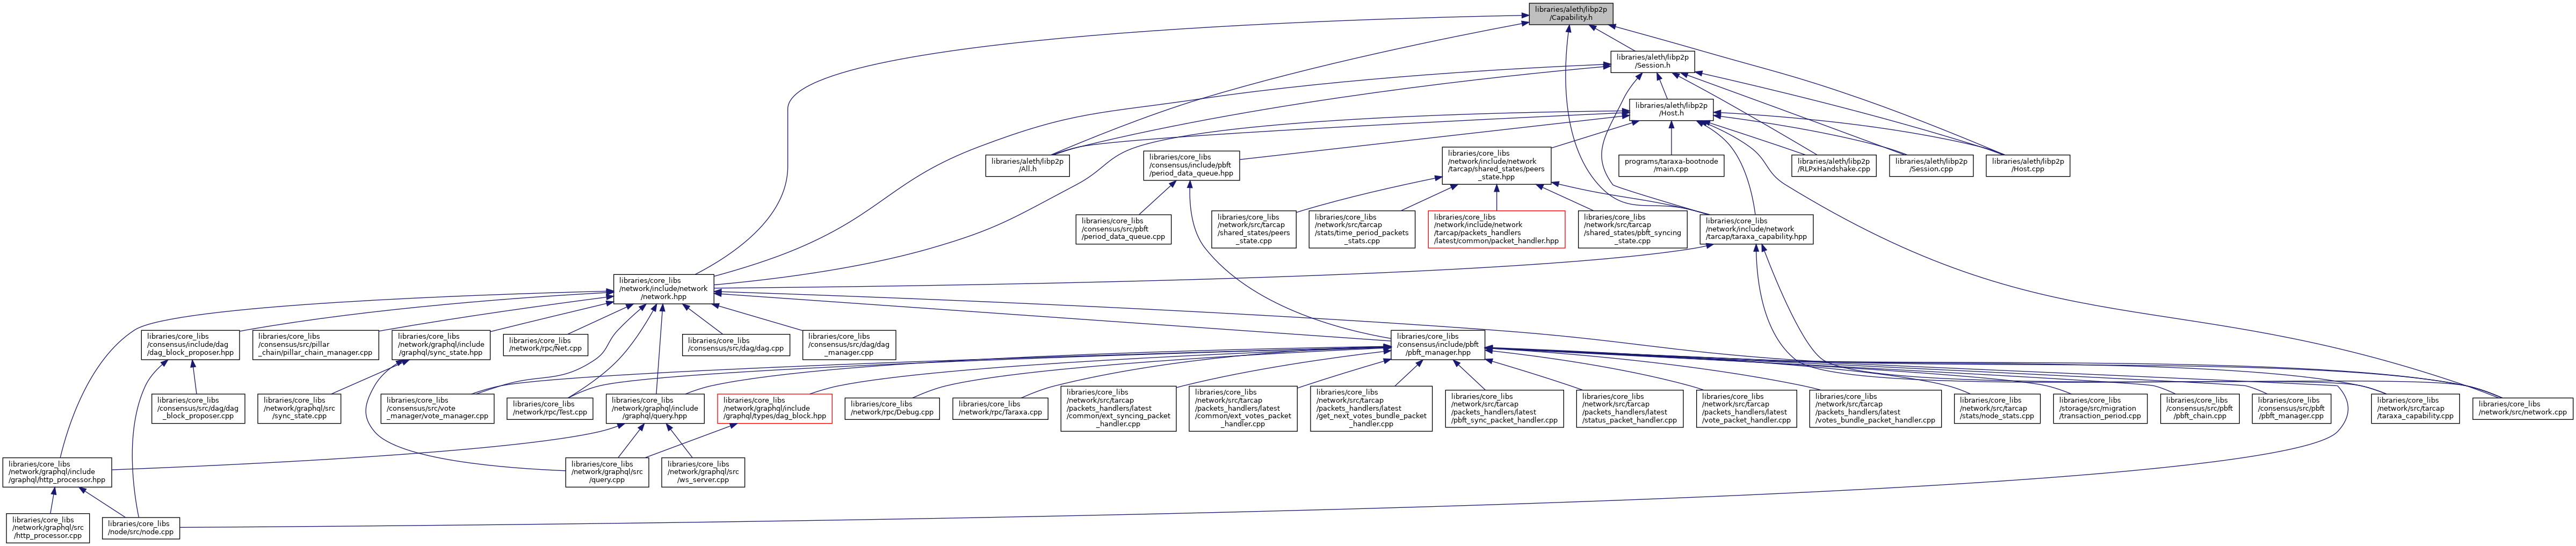 libraries/aleth/libp2p
/Capability.h
libraries/aleth/libp2p
/Session.h
libraries/aleth/libp2p
/Host.h
libraries/aleth/libp2p
/All.h
libraries/core_libs
/consensus/include/pbft
/period_data_queue.hpp
libraries/core_libs
/network/include/network
/tarcap/shared_states/peers
_state.hpp
programs/taraxa-bootnode
/main.cpp
libraries/aleth/libp2p
/RLPxHandshake.cpp
libraries/aleth/libp2p
/Session.cpp
libraries/aleth/libp2p
/Host.cpp
libraries/core_libs
/consensus/src/pbft
/period_data_queue.cpp
libraries/core_libs
/network/src/tarcap
/shared_states/peers
_state.cpp
libraries/core_libs
/network/src/tarcap
/stats/time_period_packets
_stats.cpp
libraries/core_libs
/network/include/network
/tarcap/packets_handlers
/latest/common/packet_handler.hpp
libraries/core_libs
/network/src/tarcap
/shared_states/pbft_syncing
_state.cpp
libraries/core_libs
/network/include/network
/tarcap/taraxa_capability.hpp
libraries/core_libs
/network/include/network
/network.hpp
libraries/core_libs
/consensus/include/dag
/dag_block_proposer.hpp
libraries/core_libs
/consensus/src/pillar
_chain/pillar_chain_manager.cpp
libraries/core_libs
/network/graphql/include
/graphql/sync_state.hpp
libraries/core_libs
/network/rpc/Net.cpp
libraries/core_libs
/consensus/src/dag/dag.cpp
libraries/core_libs
/consensus/src/dag/dag
_manager.cpp
libraries/core_libs
/consensus/include/pbft
/pbft_manager.hpp
libraries/core_libs
/consensus/src/dag/dag
_block_proposer.cpp
libraries/core_libs
/network/graphql/src
/sync_state.cpp
libraries/core_libs
/consensus/src/vote
_manager/vote_manager.cpp
libraries/core_libs
/network/rpc/Test.cpp
libraries/core_libs
/network/graphql/include
/graphql/query.hpp
libraries/core_libs
/network/graphql/include
/graphql/types/dag_block.hpp
libraries/core_libs
/network/rpc/Debug.cpp
libraries/core_libs
/network/rpc/Taraxa.cpp
libraries/core_libs
/network/src/tarcap
/packets_handlers/latest
/common/ext_syncing_packet
_handler.cpp
libraries/core_libs
/network/src/tarcap
/packets_handlers/latest
/common/ext_votes_packet
_handler.cpp
libraries/core_libs
/network/src/tarcap
/packets_handlers/latest
/get_next_votes_bundle_packet
_handler.cpp
libraries/core_libs
/network/src/tarcap
/packets_handlers/latest
/pbft_sync_packet_handler.cpp
libraries/core_libs
/network/src/tarcap
/packets_handlers/latest
/status_packet_handler.cpp
libraries/core_libs
/network/src/tarcap
/packets_handlers/latest
/vote_packet_handler.cpp
libraries/core_libs
/network/src/tarcap
/packets_handlers/latest
/votes_bundle_packet_handler.cpp
libraries/core_libs
/network/src/tarcap
/stats/node_stats.cpp
libraries/core_libs
/storage/src/migration
/transaction_period.cpp
libraries/core_libs
/consensus/src/pbft
/pbft_chain.cpp
libraries/core_libs
/consensus/src/pbft
/pbft_manager.cpp
libraries/core_libs
/network/src/tarcap
/taraxa_capability.cpp
libraries/core_libs
/network/src/network.cpp
libraries/core_libs
/network/graphql/include
/graphql/http_processor.hpp
libraries/core_libs
/network/graphql/src
/query.cpp
libraries/core_libs
/network/graphql/src
/ws_server.cpp
libraries/core_libs
/network/graphql/src
/http_processor.cpp
libraries/core_libs
/node/src/node.cpp